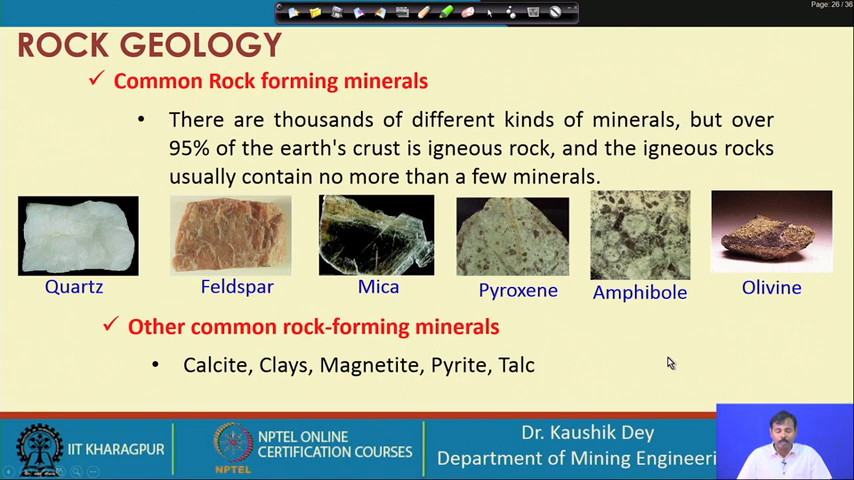 Page: 26 / 36
ROCK GEOLOGY
✓ Common Rock forming minerals
• There are thousands of different kinds of minerals, but over
95% of the earth's crust is igneous rock, and the igneous rocks
usually contain no more than a few minerals.
Quartz Feldspar Mica Pyroxene Amphibole Olivine
✓ Other common rock-forming minerals
• Calcite, Clays, Magnetite, Pyrite, Talc
IIT KHARAGPUR
NPTEL
NPTEL ONLINE
CERTIFICATION COURSES
Dr. Kaushik Dey
Department of Mining Engineeri